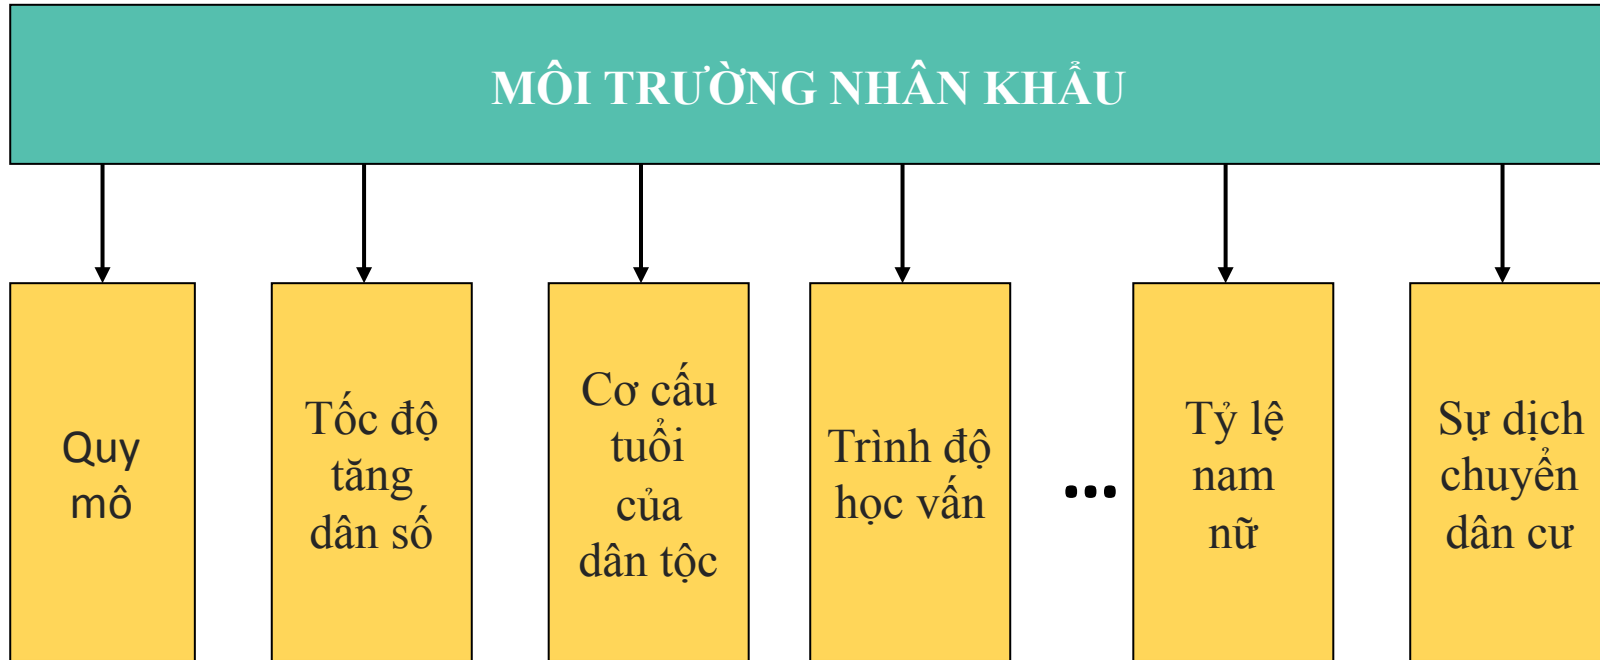 MÔI TRƯỜNG NHÂN KHẨU
Quy
mô
Tốc độ
tăng
dân số
Cơ cấu
tuổi
của
dân tộc
Trình độ
học vấn
...
Tỷ lệ
nam
nữ
Sự dịch
chuyển
dân cư